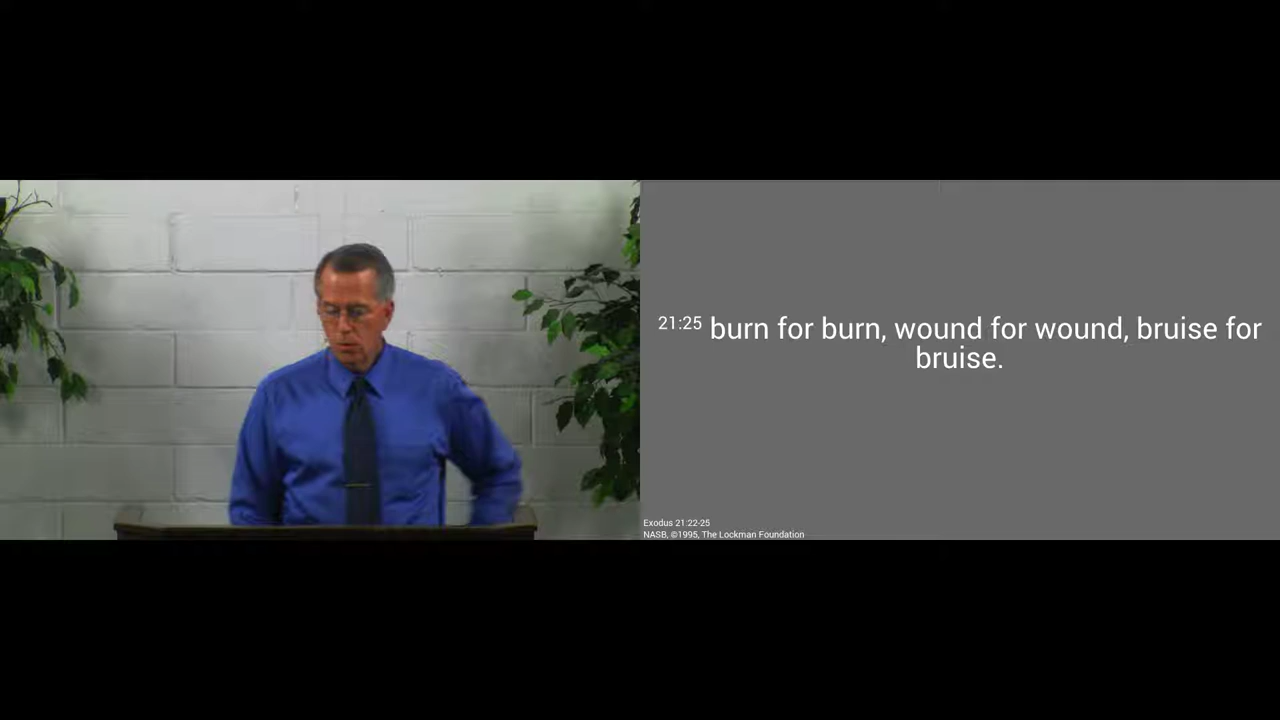 21:25 burn for burn, wound for wound, bruise for
bruise.
Exodus 21:22-25
NASB, ©1995, The Lockman Foundation